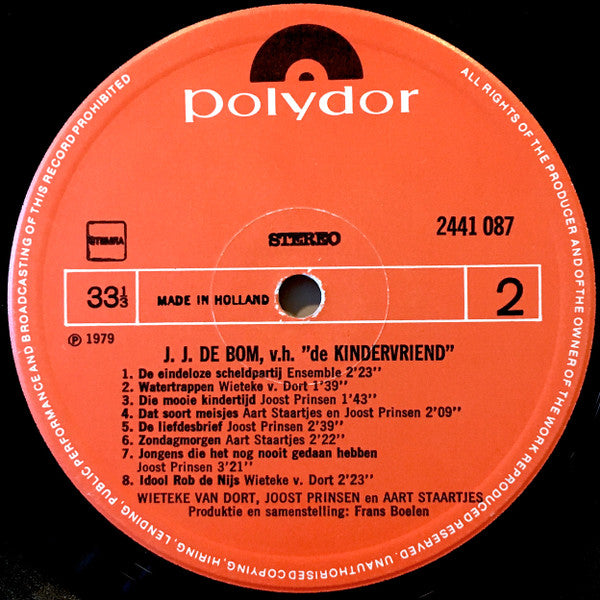 polydor
ALL RIGHTS OF THE PRODUCER AND OF THE OWNER OF THE WORK REPRODUCED RESERVED. UNAUTHORISED COPYING, HIRING, LENDING, PUBLIC PERFORMANCE AND BROADCASTING OF THIS RECORD PROHIBITED
STEMRA
STEREO
2441 087
33 1/3
MADE IN HOLLAND
2
℗ 1979
J. J. DE BOM, v.h. "de KINDERVRIEND"
1. De eindeloze scheldpartij Ensemble 2'23''
2. Watertrappen Wieteke v. Dort 1'39''
3. Die mooie kindertijd Joost Prinsen 1'43''
4. Dat soort meisjes Aart Staartjes en Joost Prinsen 2'09''
5. De liefdesbrief Joost Prinsen 2'39''
6. Zondagmorgen Aart Staartjes 2'22''
7. Jongens die het nog nooit gedaan hebben
Joost Prinsen 3'21''
8. Idool Rob de Nijs Wieteke v. Dort 2'23''
WIETEKE VAN DORT, JOOST PRINSEN en AART STAARTJES
Produktie en samenstelling: Frans Boelen